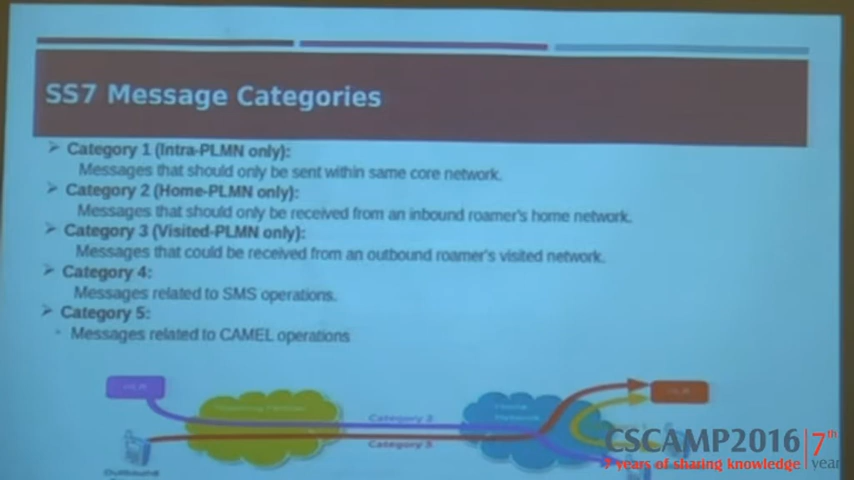 SS7 Message Categories
➢ Category 1 (Intra-PLMN only):
Messages that should only be sent within same core network.
➢ Category 2 (Home-PLMN only):
Messages that should only be received from an inbound roamer's home network.
➢ Category 3 (Visited-PLMN only):
Messages that could be received from an outbound roamer's visited network.
➢ Category 4:
Messages related to SMS operations.
➢ Category 5:
Messages related to CAMEL operations
HLR
HLR
Home
Network
Category 3
Outbound
CSCAMP2016
7th
7 years of sharing knowledge
year